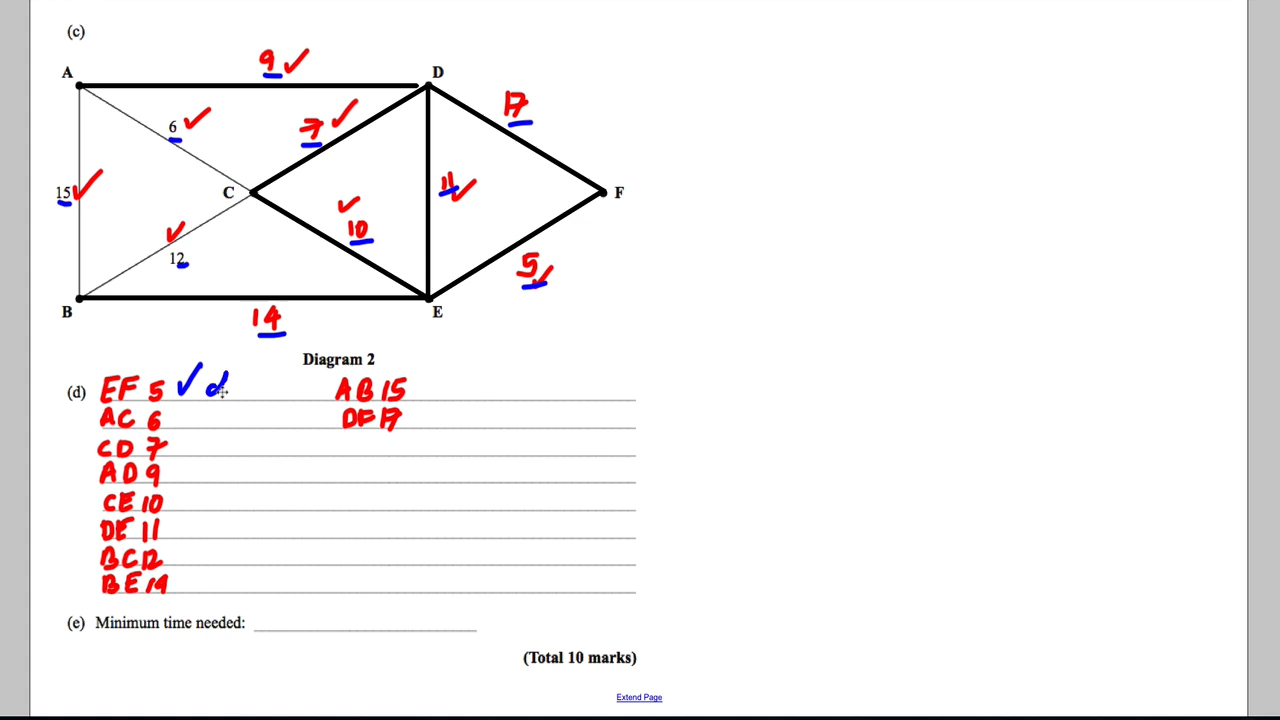 (c)
9 ✓
A
D
17
6 ✓
7 ✓
15 ✓
C
11 ✓
F
✓
10
✓
12
5 ✓
B
E
14
Diagram 2
(d) EF 5 ✓ d
AC 6
CD 7
AD 9
CE 10
DE 11
BC 12
BE 14
AB 15
DF 17
(e) Minimum time needed:
(Total 10 marks)
Extend Page